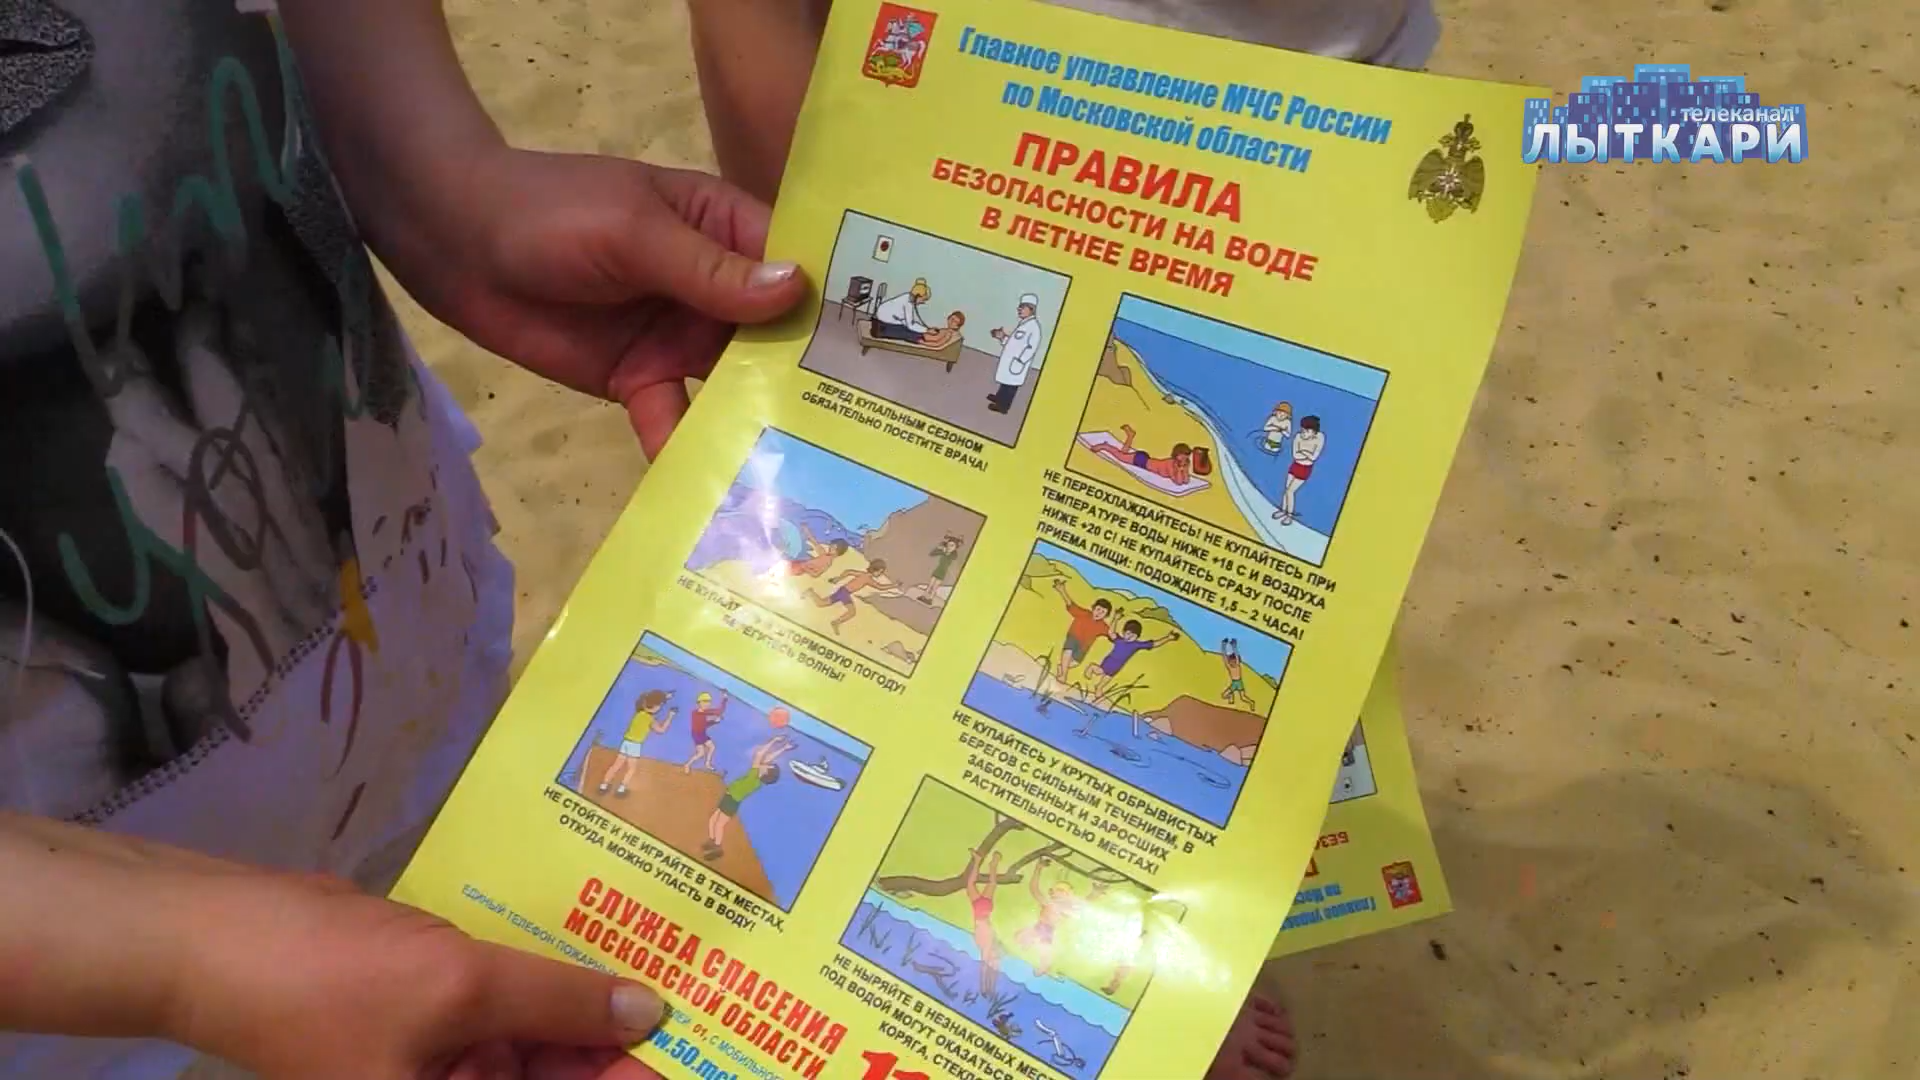 Главное управление МЧС России
по Московской области
ПРАВИЛА
БЕЗОПАСНОСТИ НА ВОДЕ
В ЛЕТНЕЕ ВРЕМЯ
телеканал
ЛЫТКАРИ
ПЕРЕД КУПАЛЬНЫМ СЕЗОНОМ
ОБЯЗАТЕЛЬНО ПОСЕТИТЕ ВРАЧА!
НЕ ПЕРЕОХЛАЖДАЙТЕСЬ! НЕ КУПАЙТЕСЬ ПРИ
ТЕМПЕРАТУРЕ ВОДЫ НИЖЕ +18 С И ВОЗДУХА
НИЖЕ +20 С! НЕ КУПАЙТЕСЬ СРАЗУ ПОСЛЕ
ПРИЕМА ПИЩИ: ПОДОЖДИТЕ 1,5 – 2 ЧАСА!
НЕ В ШТОРМОВУЮ ПОГОДУ!
ВОЛНЫ!
НЕ КУПАЙТЕСЬ У КРУТЫХ ОБРЫВИСТЫХ
БЕРЕГОВ С СИЛЬНЫМ ТЕЧЕНИЕМ, В
ЗАБОЛОЧЕННЫХ И ЗАРОСШИХ
РАСТИТЕЛЬНОСТЬЮ МЕСТАХ!
НЕ СТОЙТЕ И НЕ ИГРАЙТЕ В ТЕХ МЕСТАХ,
ОТКУДА МОЖНО УПАСТЬ В ВОДУ!
НЕ НЫРЯЙТЕ В НЕЗНАКОМЫХ
ПОД ВОДОЙ МОГУТ ОКАЗАТЬСЯ
КОРЯГА,
СЛУЖБА СПАСЕНИЯ
МОСКОВСКОЙ ОБЛАСТИ
ЕДИНЫЙ ТЕЛЕФОН ПОЖАРНЫХ
01, С МОБИЛЬНОГО